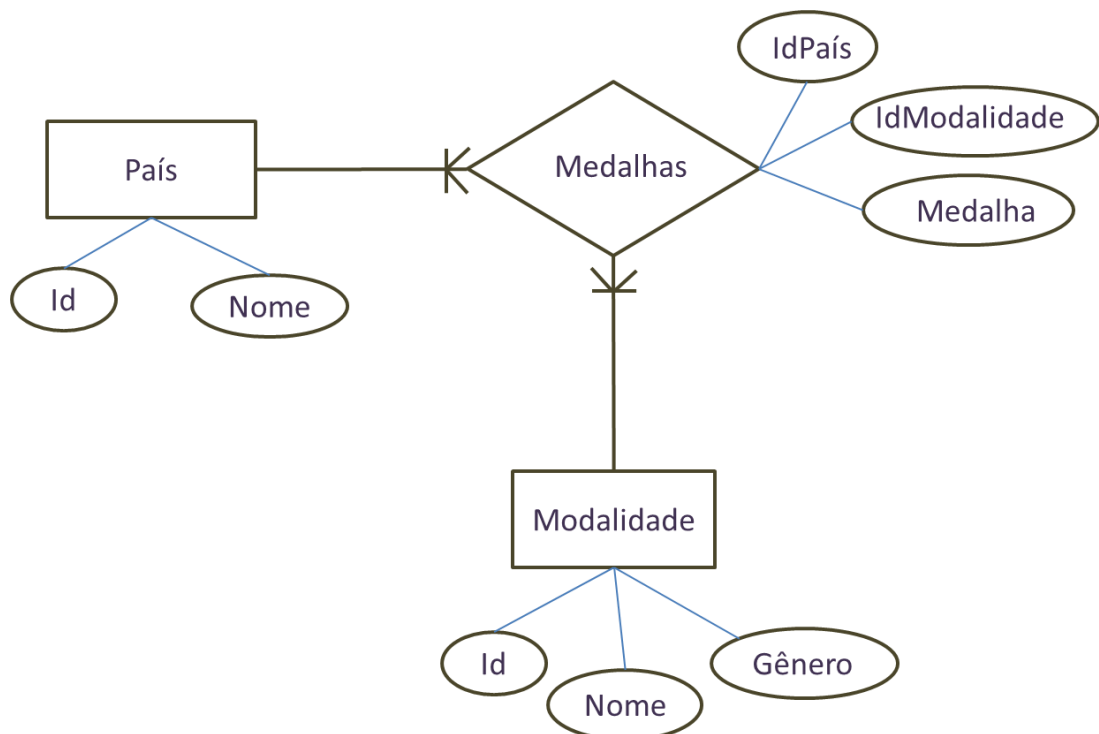 IdPaís
IdModalidade
País
Medalhas
Medalha
Id
Nome
Modalidade
Id
Gênero
Nome